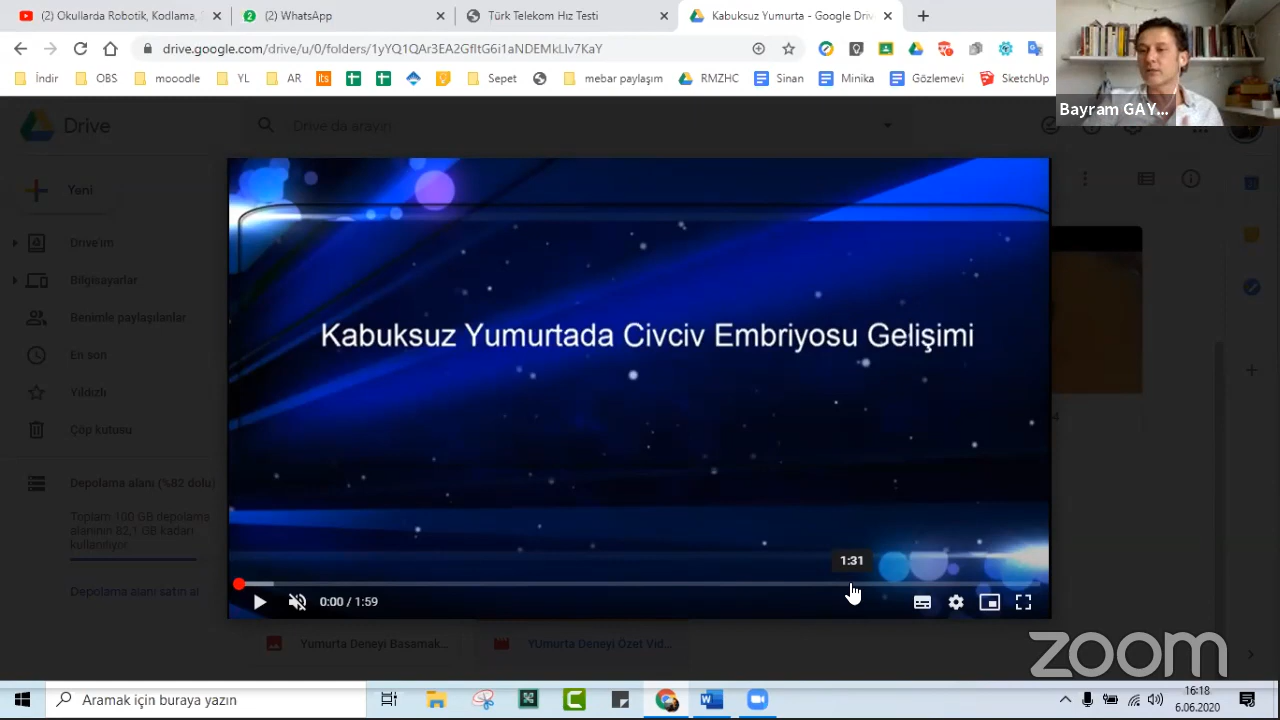 (2) Okullarda Robotik, Kodlama,
(2) WhatsApp
Türk Telekom Hız Testi
Kabuksuz Yumurta - Google Driv
drive.google.com/drive/u/0/folders/
İndir
OBS
mooodle
YL
AR
its
Sepet
mebar paylaşım
RMZHC
Sinan
Minika
Gözlemevi
SketchUp
Bayram GAY...
Drive
Drive'da arayın
Yeni
Drive'ım
Bilgisayarlar
Benimle paylaşılanlar
En son
Yıldızlı
Çöp kutusu
Depolama alanı (%82 dolu)
Toplam 100 GB depolama
alanının 82,1 GB kadarı
kullanılıyor
Depolama alanı satın al
Kabuksuz Yumurtada Civciv Embriyosu Gelişimi
1:31
0:00 / 1:59
Yumurta Deneyi Basamak...
YUmurta Deneyi Özet Vid...
zoom
Aramak için buraya yazın
16:18
6.06.2020